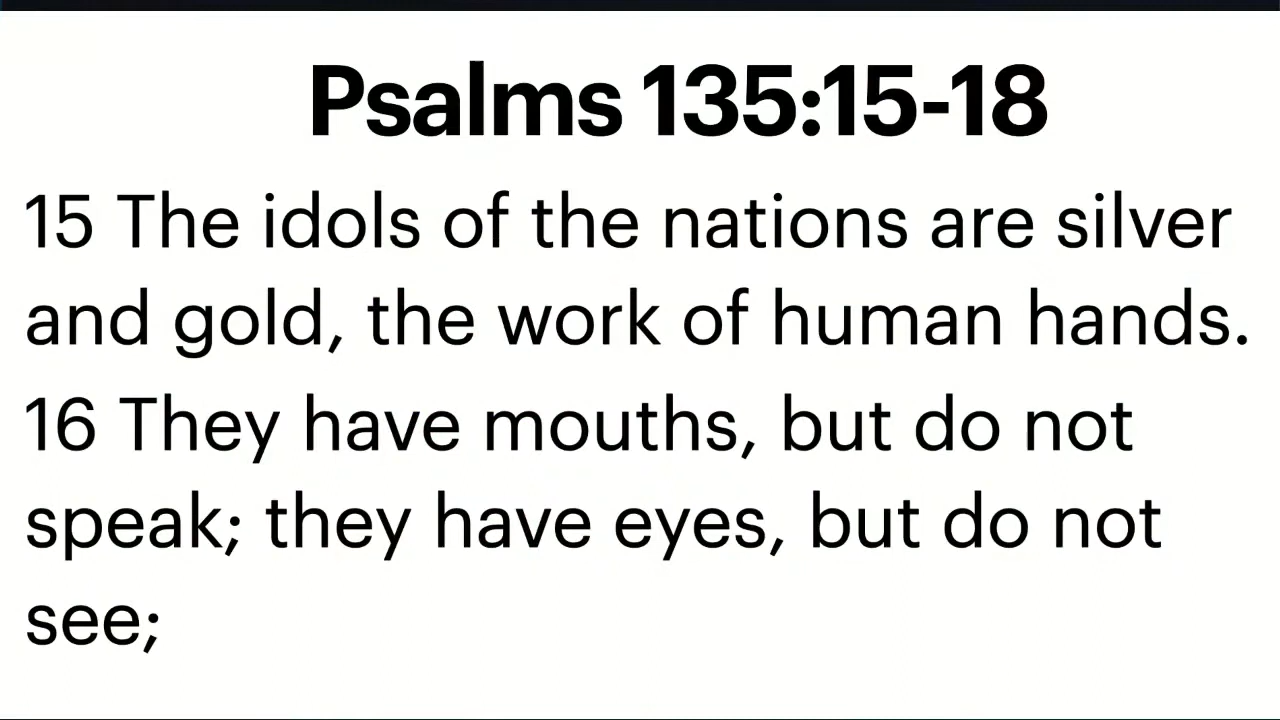 Psalms 135:15-18
15 The idols of the nations are silver
and gold, the work of human hands.
16 They have mouths, but do not
speak; they have eyes, but do not
see;